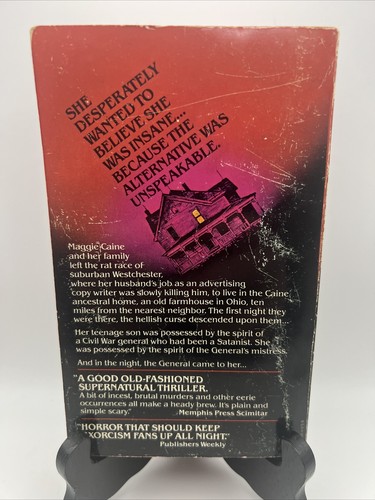 SHE
DESPERATELY
WANTED TO
BELIEVE SHE
WAS INSANE...
BECAUSE THE
ALTERNATIVE WAS
UNSPEAKABLE.
Maggie Caine
and her family
left the rat race of
suburban Westchester,
where her husband's job as an advertising
copy writer was slowly killing him, to live in the Caine
ancestral home, an old farmhouse in Ohio, ten
miles from the nearest neighbor. The first night they
were there, the hellish curse descended upon them.
Her teenage son was possessed by the spirit of
a Civil War general who had been a Satanist. She
was possessed by the spirit of the General's mistress.
And in the night, the General came to her...
"A GOOD OLD-FASHIONED
SUPERNATURAL THRILLER.
A bit of incest, brutal murders and other eerie
occurrences all make a heady brew. It's plain and
simple scary." -Memphis Press Scimitar
"HORROR THAT SHOULD KEEP
EXORCISM FANS UP ALL NIGHT."
Publishers Weekly